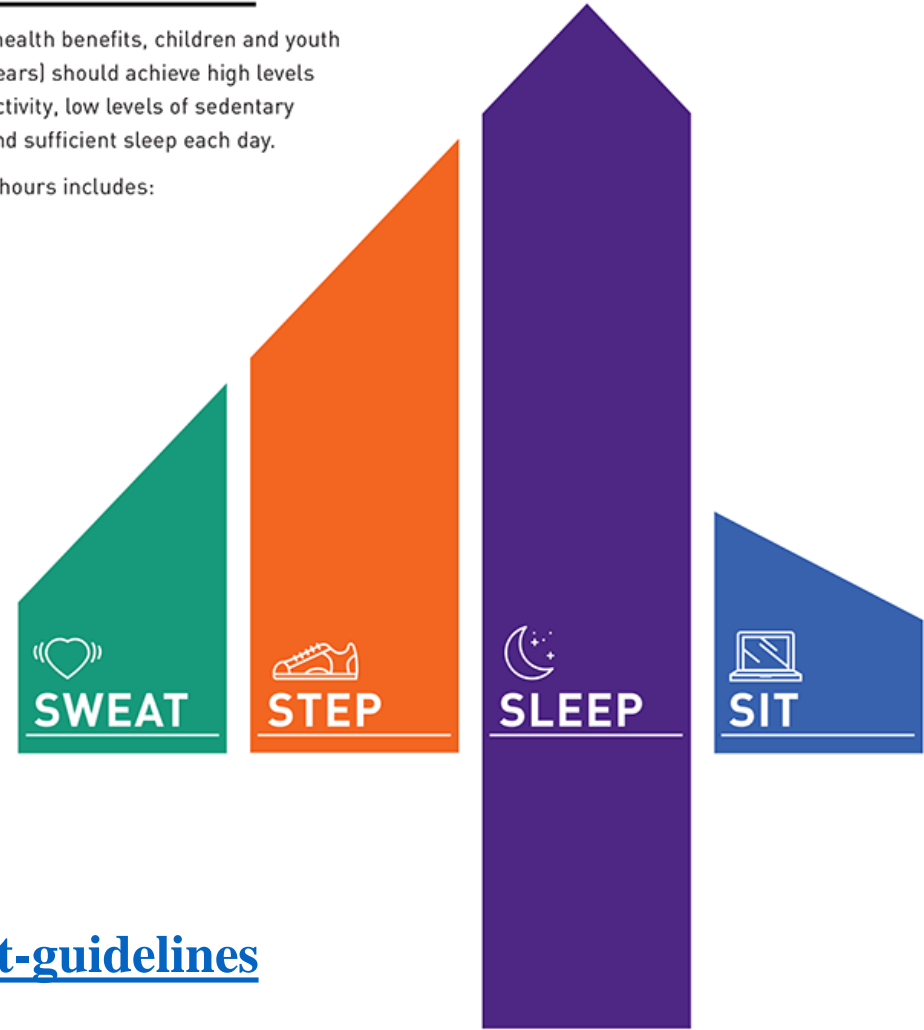 health benefits, children and youth
ears) should achieve high levels
ctivity, low levels of sedentary
nd sufficient sleep each day.
hours includes:
SWEAT
STEP
SLEEP
SIT
t-guidelines